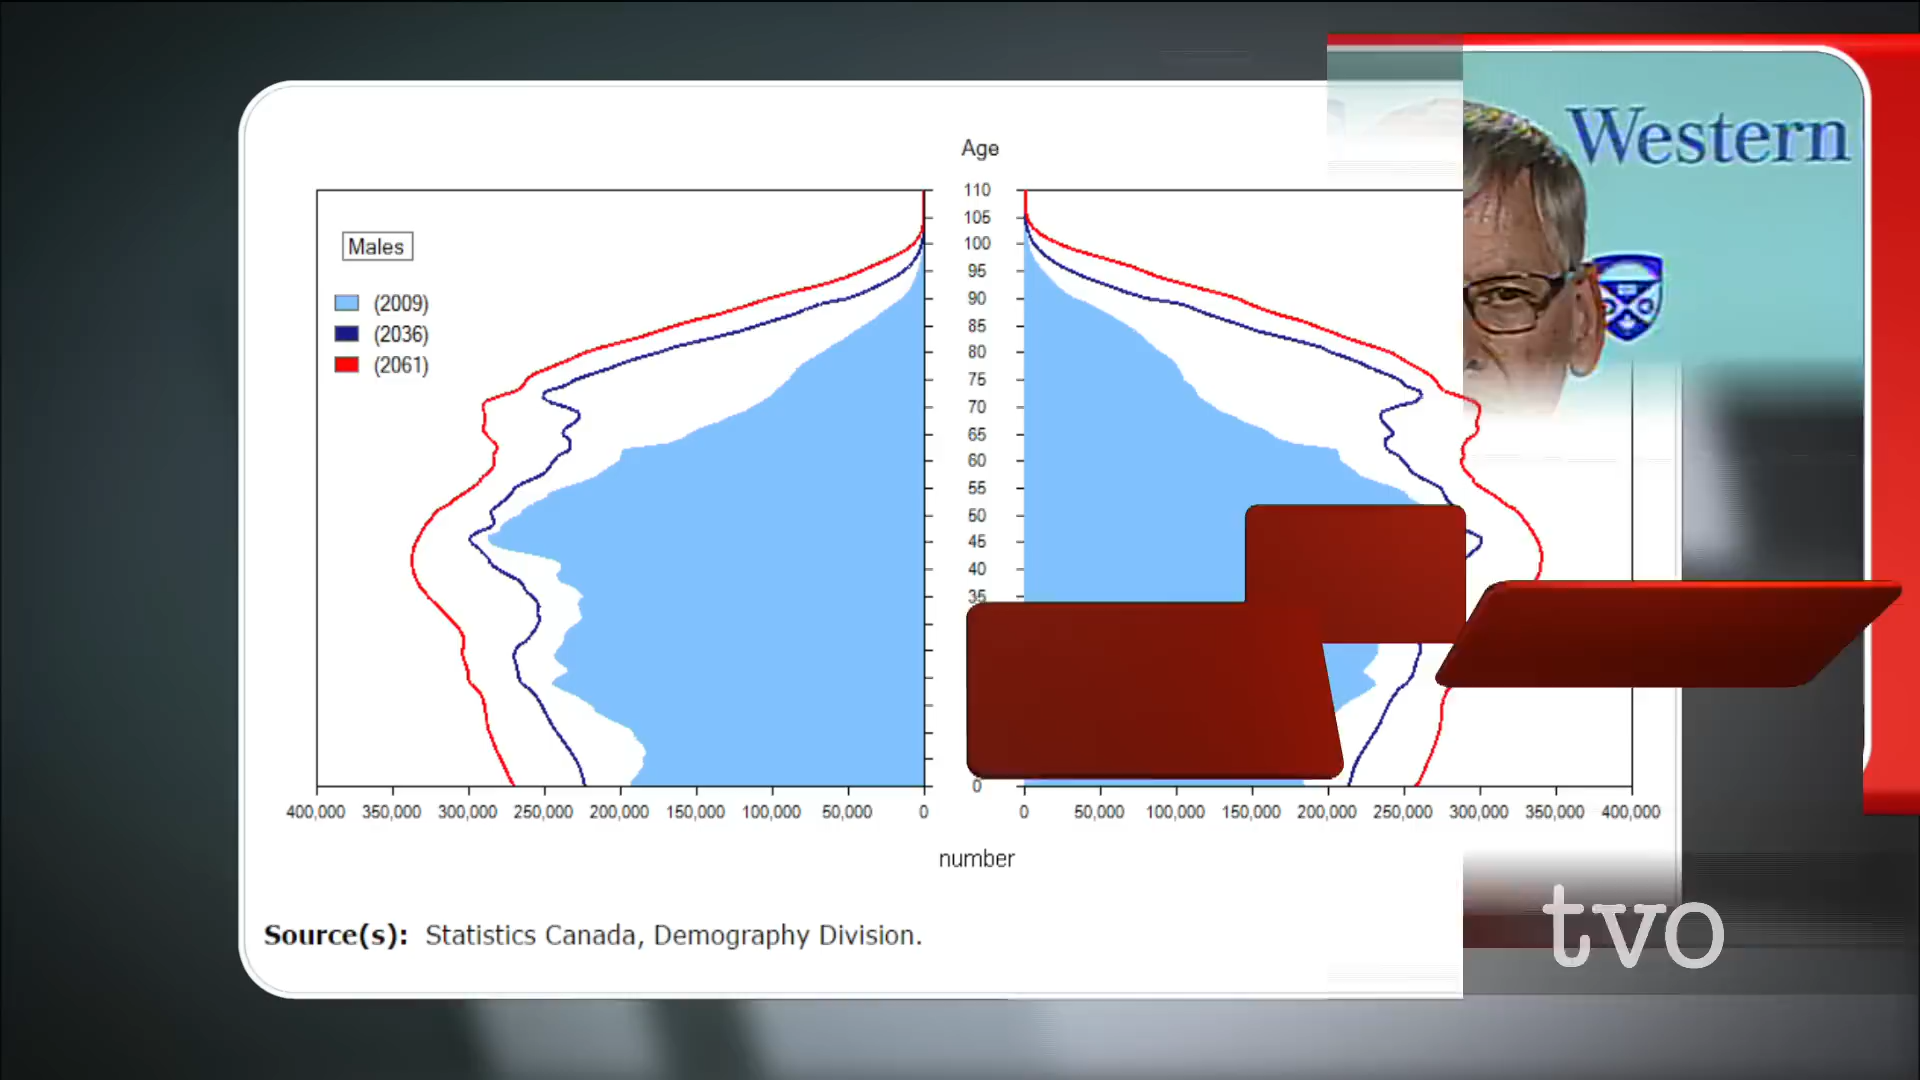 Western
Age
Males
(2009)
(2036)
(2061)
110
105
100
95
90
85
80
75
70
65
60
55
50
45
40
35
0
400,000 350,000 300,000 250,000 200,000 150,000 100,000 50,000 0
0 50,000 100,000 150,000 200,000 250,000 300,000 350,000 400,000
number
Source(s): Statistics Canada, Demography Division.
tvo